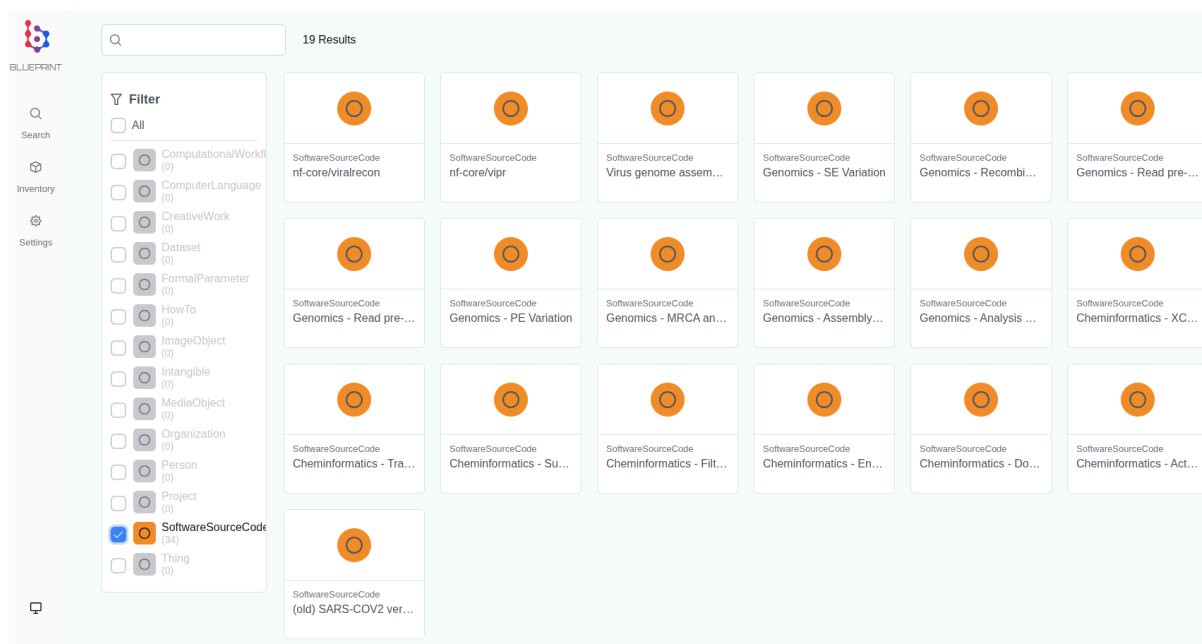 BLUEPRINT
Search
Inventory
Settings
19 Results
Filter
All
ComputationalWorkfl
(0)
ComputerLanguage
(0)
CreativeWork
(0)
Dataset
(0)
FormalParameter
(0)
HowTo
(0)
ImageObject
(0)
Intangible
(0)
MediaObject
(0)
Organization
(0)
Person
(0)
Project
(0)
SoftwareSourceCode
(34)
Thing
(0)
SoftwareSourceCode
nf-core/viralrecon
SoftwareSourceCode
nf-core/vipr
SoftwareSourceCode
Virus genome assem…
SoftwareSourceCode
Genomics - SE Variation
SoftwareSourceCode
Genomics - Recombi…
SoftwareSourceCode
Genomics - Read pre-…
SoftwareSourceCode
Genomics - Read pre-…
SoftwareSourceCode
Genomics - PE Variation
SoftwareSourceCode
Genomics - MRCA an…
SoftwareSourceCode
Genomics - Assembly…
SoftwareSourceCode
Genomics - Analysis …
SoftwareSourceCode
Cheminformatics - XC…
SoftwareSourceCode
Cheminformatics - Tra…
SoftwareSourceCode
Cheminformatics - Su…
SoftwareSourceCode
Cheminformatics - Filt…
SoftwareSourceCode
Cheminformatics - En…
SoftwareSourceCode
Cheminformatics - Do…
SoftwareSourceCode
Cheminformatics - Act…
SoftwareSourceCode
(old) SARS-COV2 ver…